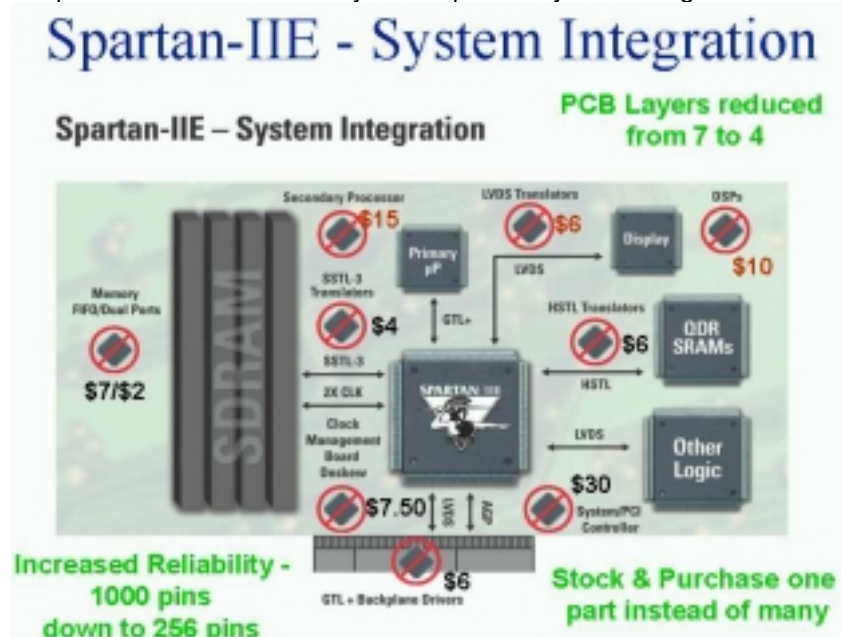 Spartan-IIE - System Integration
PCB Layers reduced
from 7 to 4
Spartan-IIE – System Integration
Secondary Processor
$15
LVDS Translators
$6
DSPs
$10
Primary
µP
Display
LVDS
SSTL-3
Translators
$4
GTL+
Memory
FIFO/Dual Ports
$7/$2
SDRAM
HSTL Translators
$6
QDR
SRAMs
HSTL
SSTL-3
2X CLK
SPARTAN IIE
Clock
Management
Board
Deskew
$7.50
LVDS
Other
Logic
LVDS
AGP
$30
System/PCI
Controller
$6
GTL + Backplane Drivers
Increased Reliability -
1000 pins
down to 256 pins
Stock & Purchase one
part instead of many